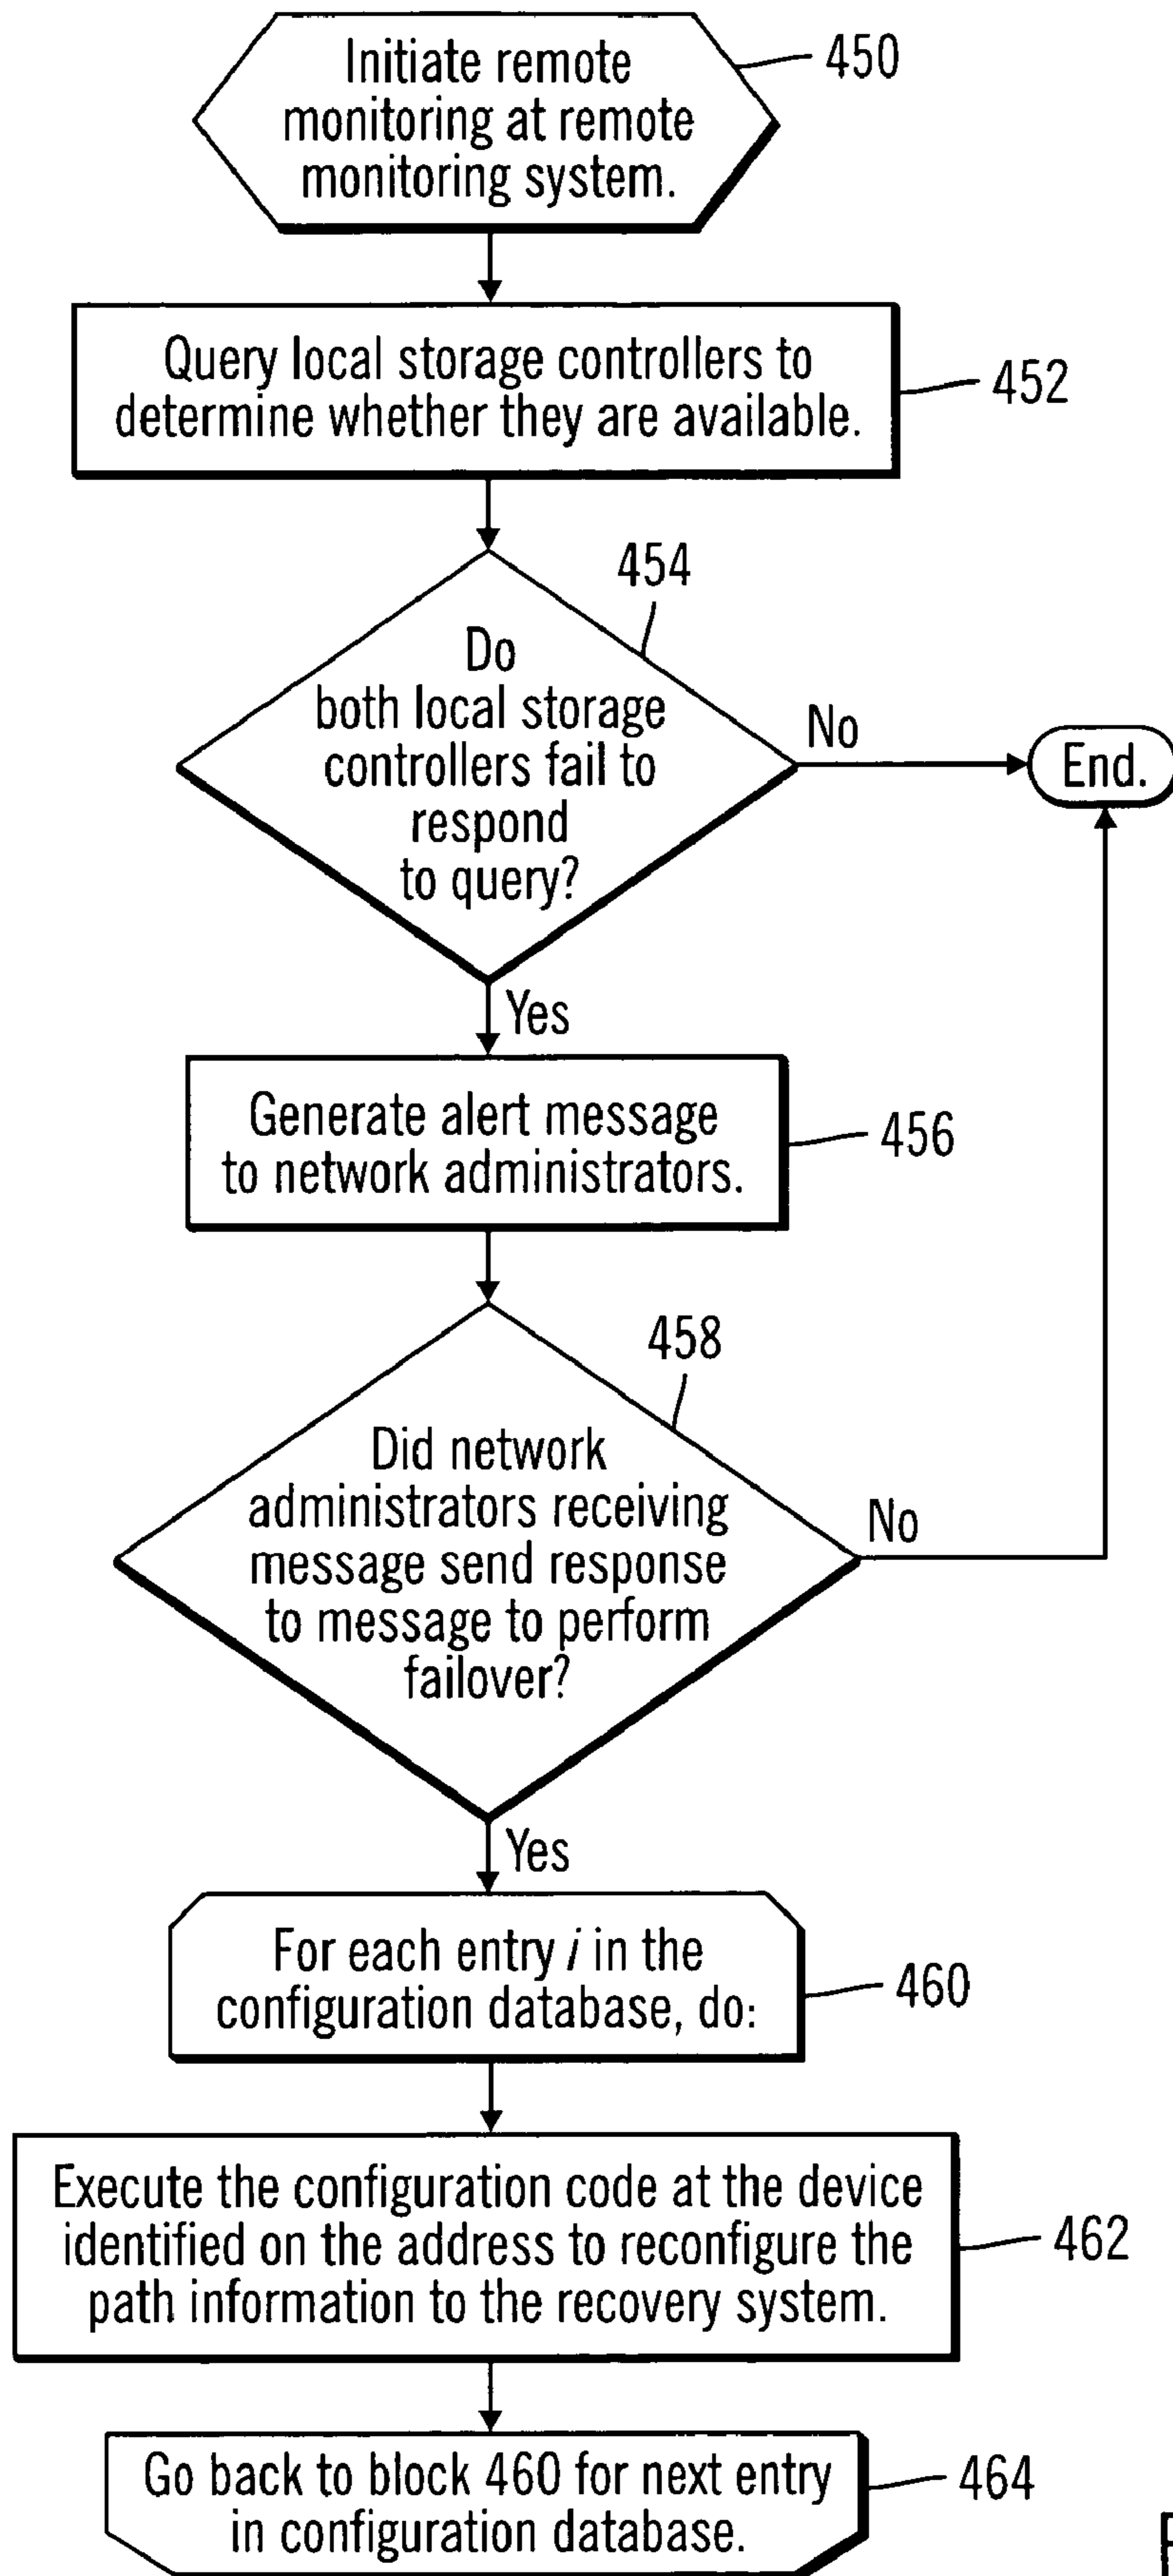 Initiate remote
monitoring at remote
monitoring system.
450
Query local storage controllers to
determine whether they are available.
452
454
Do
both local storage
controllers fail to
respond
to query?
No
End.
Yes
Generate alert message
to network administrators.
456
458
Did network
administrators receiving
message send response
to message to perform
failover?
No
Yes
For each entry i in the
configuration database, do:
460
Execute the configuration code at the device
identified on the address to reconfigure the
path information to the recovery system.
462
Go back to block 460 for next entry
in configuration database.
464